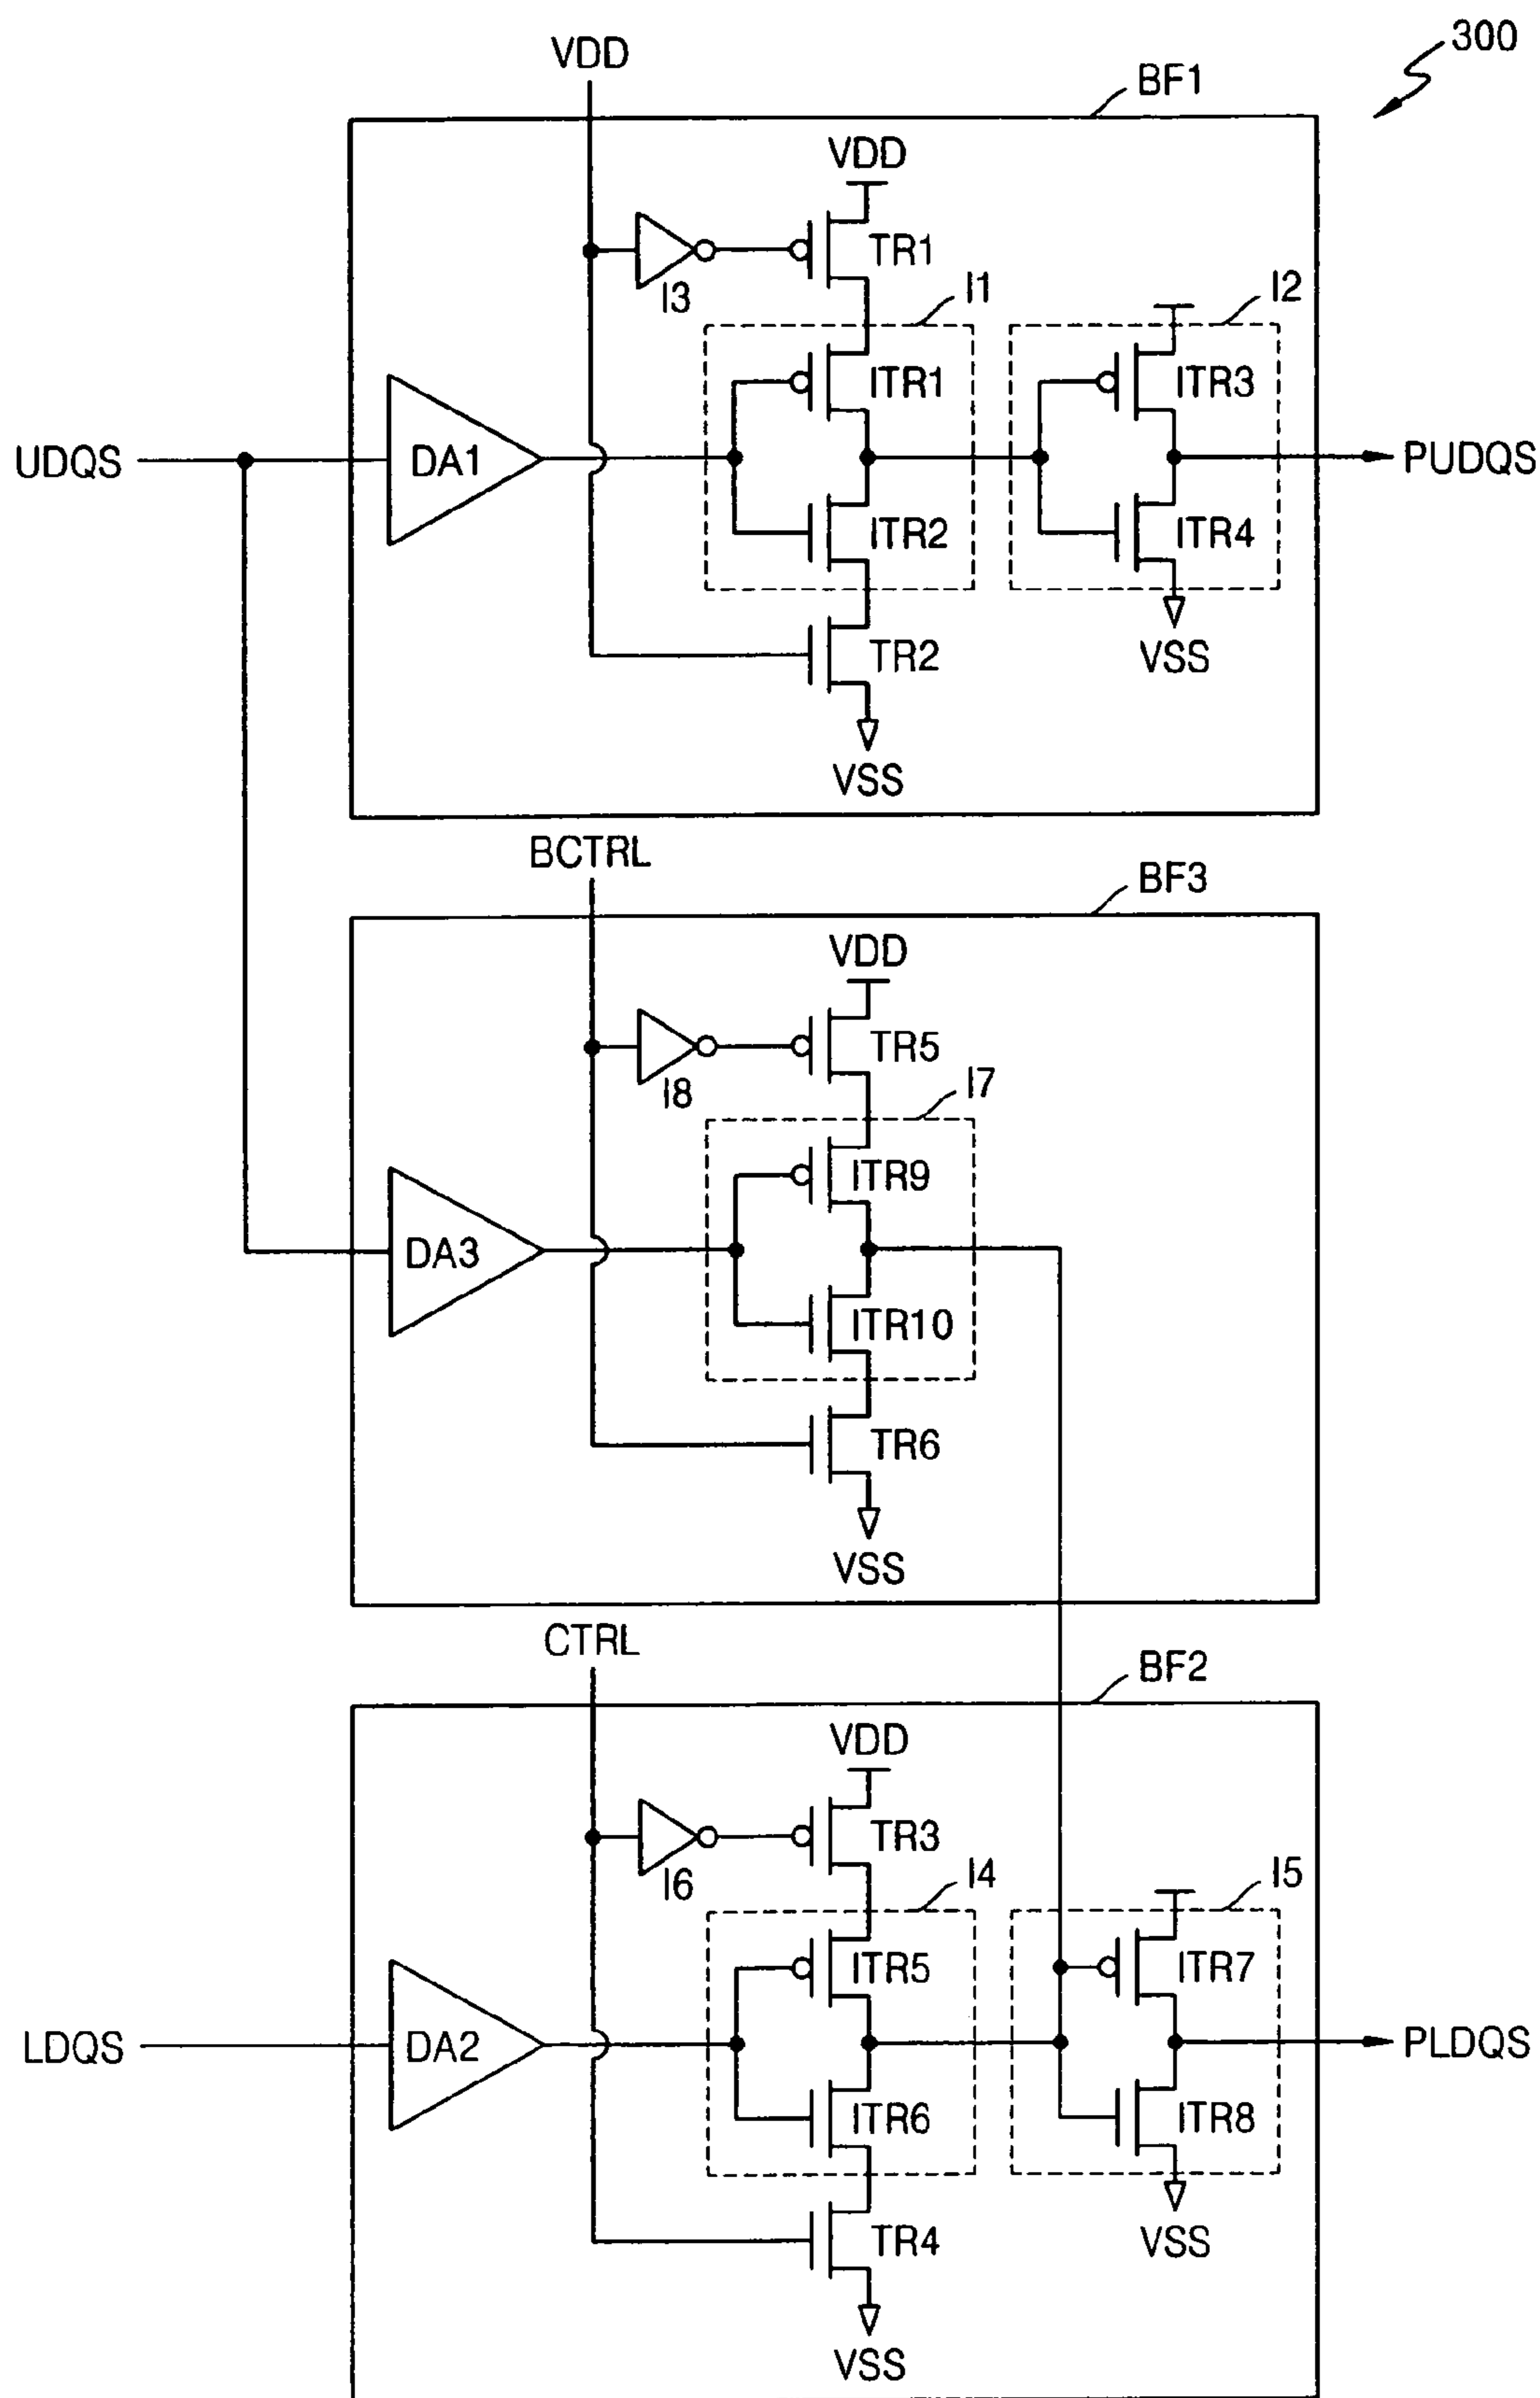 300
VDD
BF1
VDD
TR1
I3
I1
I2
ITR1
ITR3
UDQS
DA1
PUDQS
ITR2
ITR4
TR2
VSS
VSS
BCTRL
BF3
VDD
TR5
I8
I7
ITR9
DA3
ITR10
TR6
VSS
CTRL
BF2
VDD
TR3
I6
I4
I5
ITR5
ITR7
LDQS
DA2
PLDQS
ITR6
ITR8
TR4
VSS
VSS